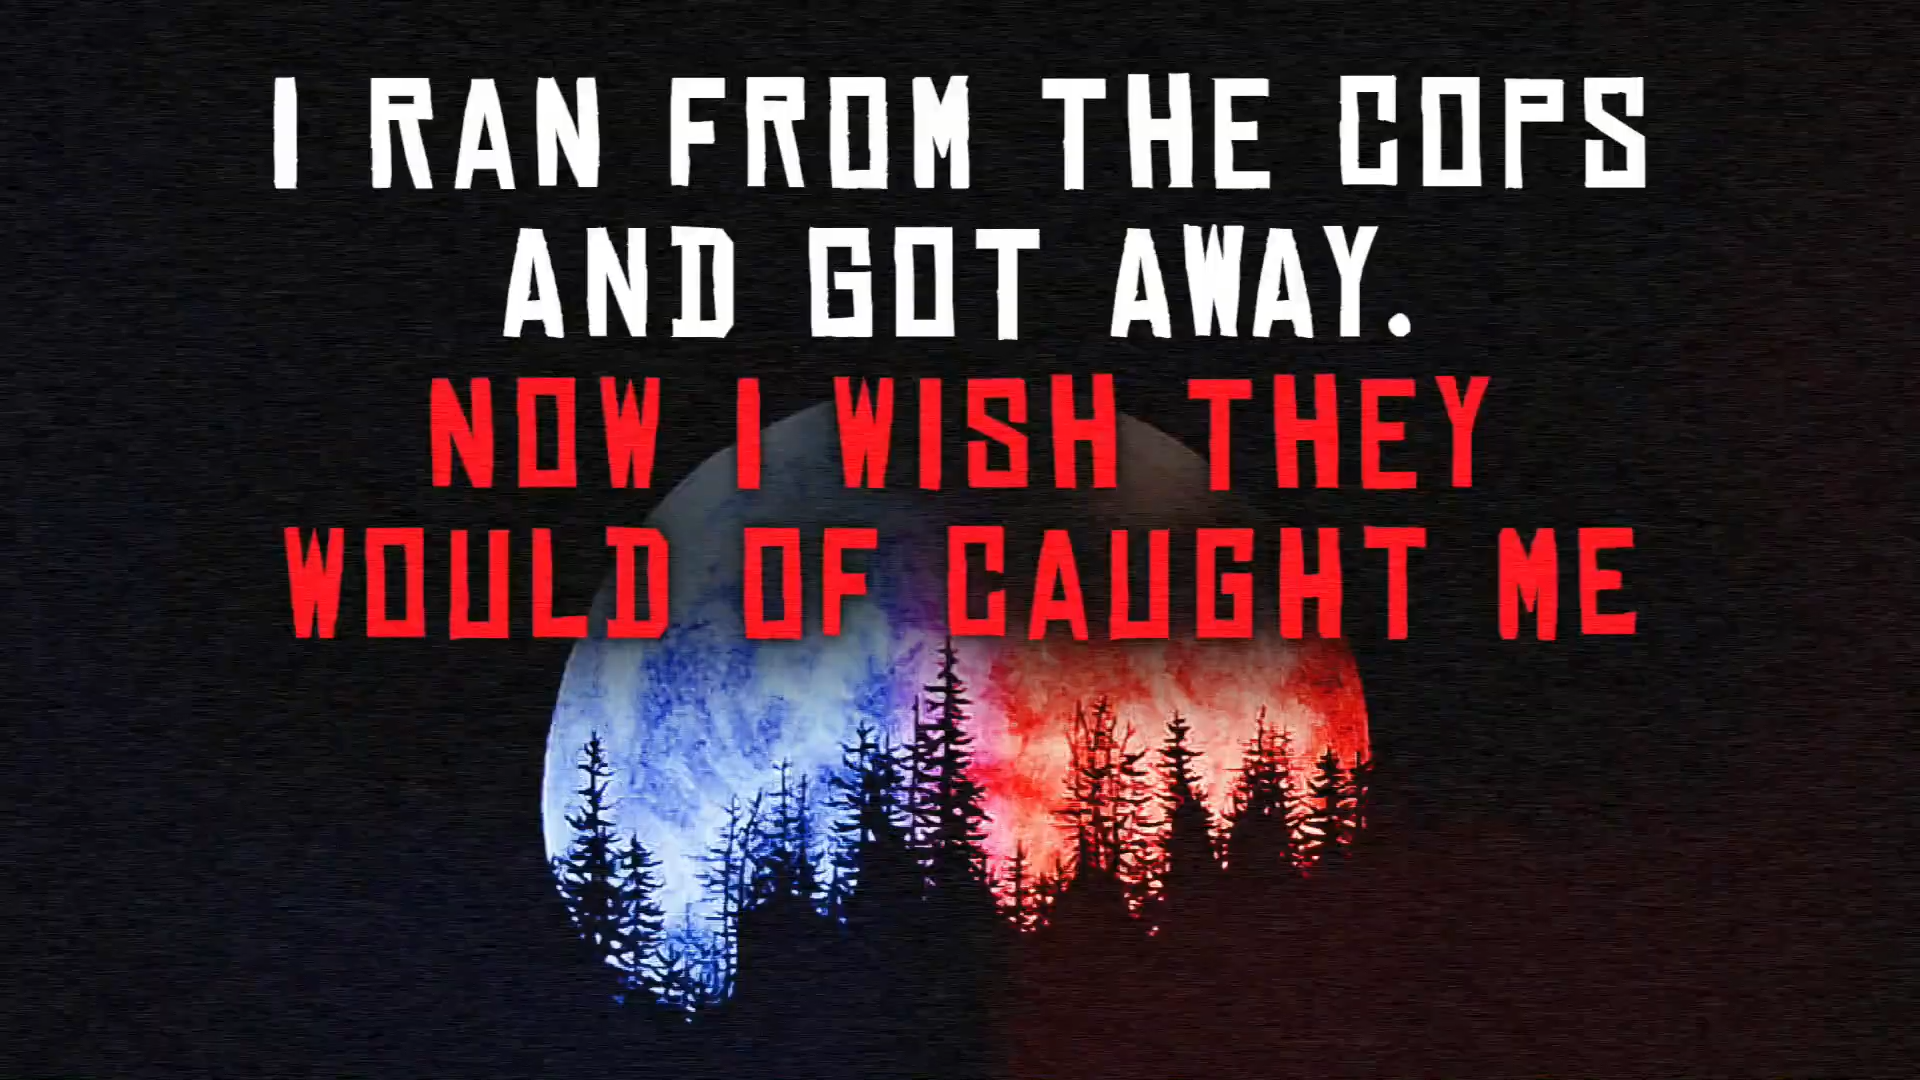 I RAN FROM THE COPS
AND GOT AWAY.
NOW I WISH THEY
WOULD OF CAUGHT ME